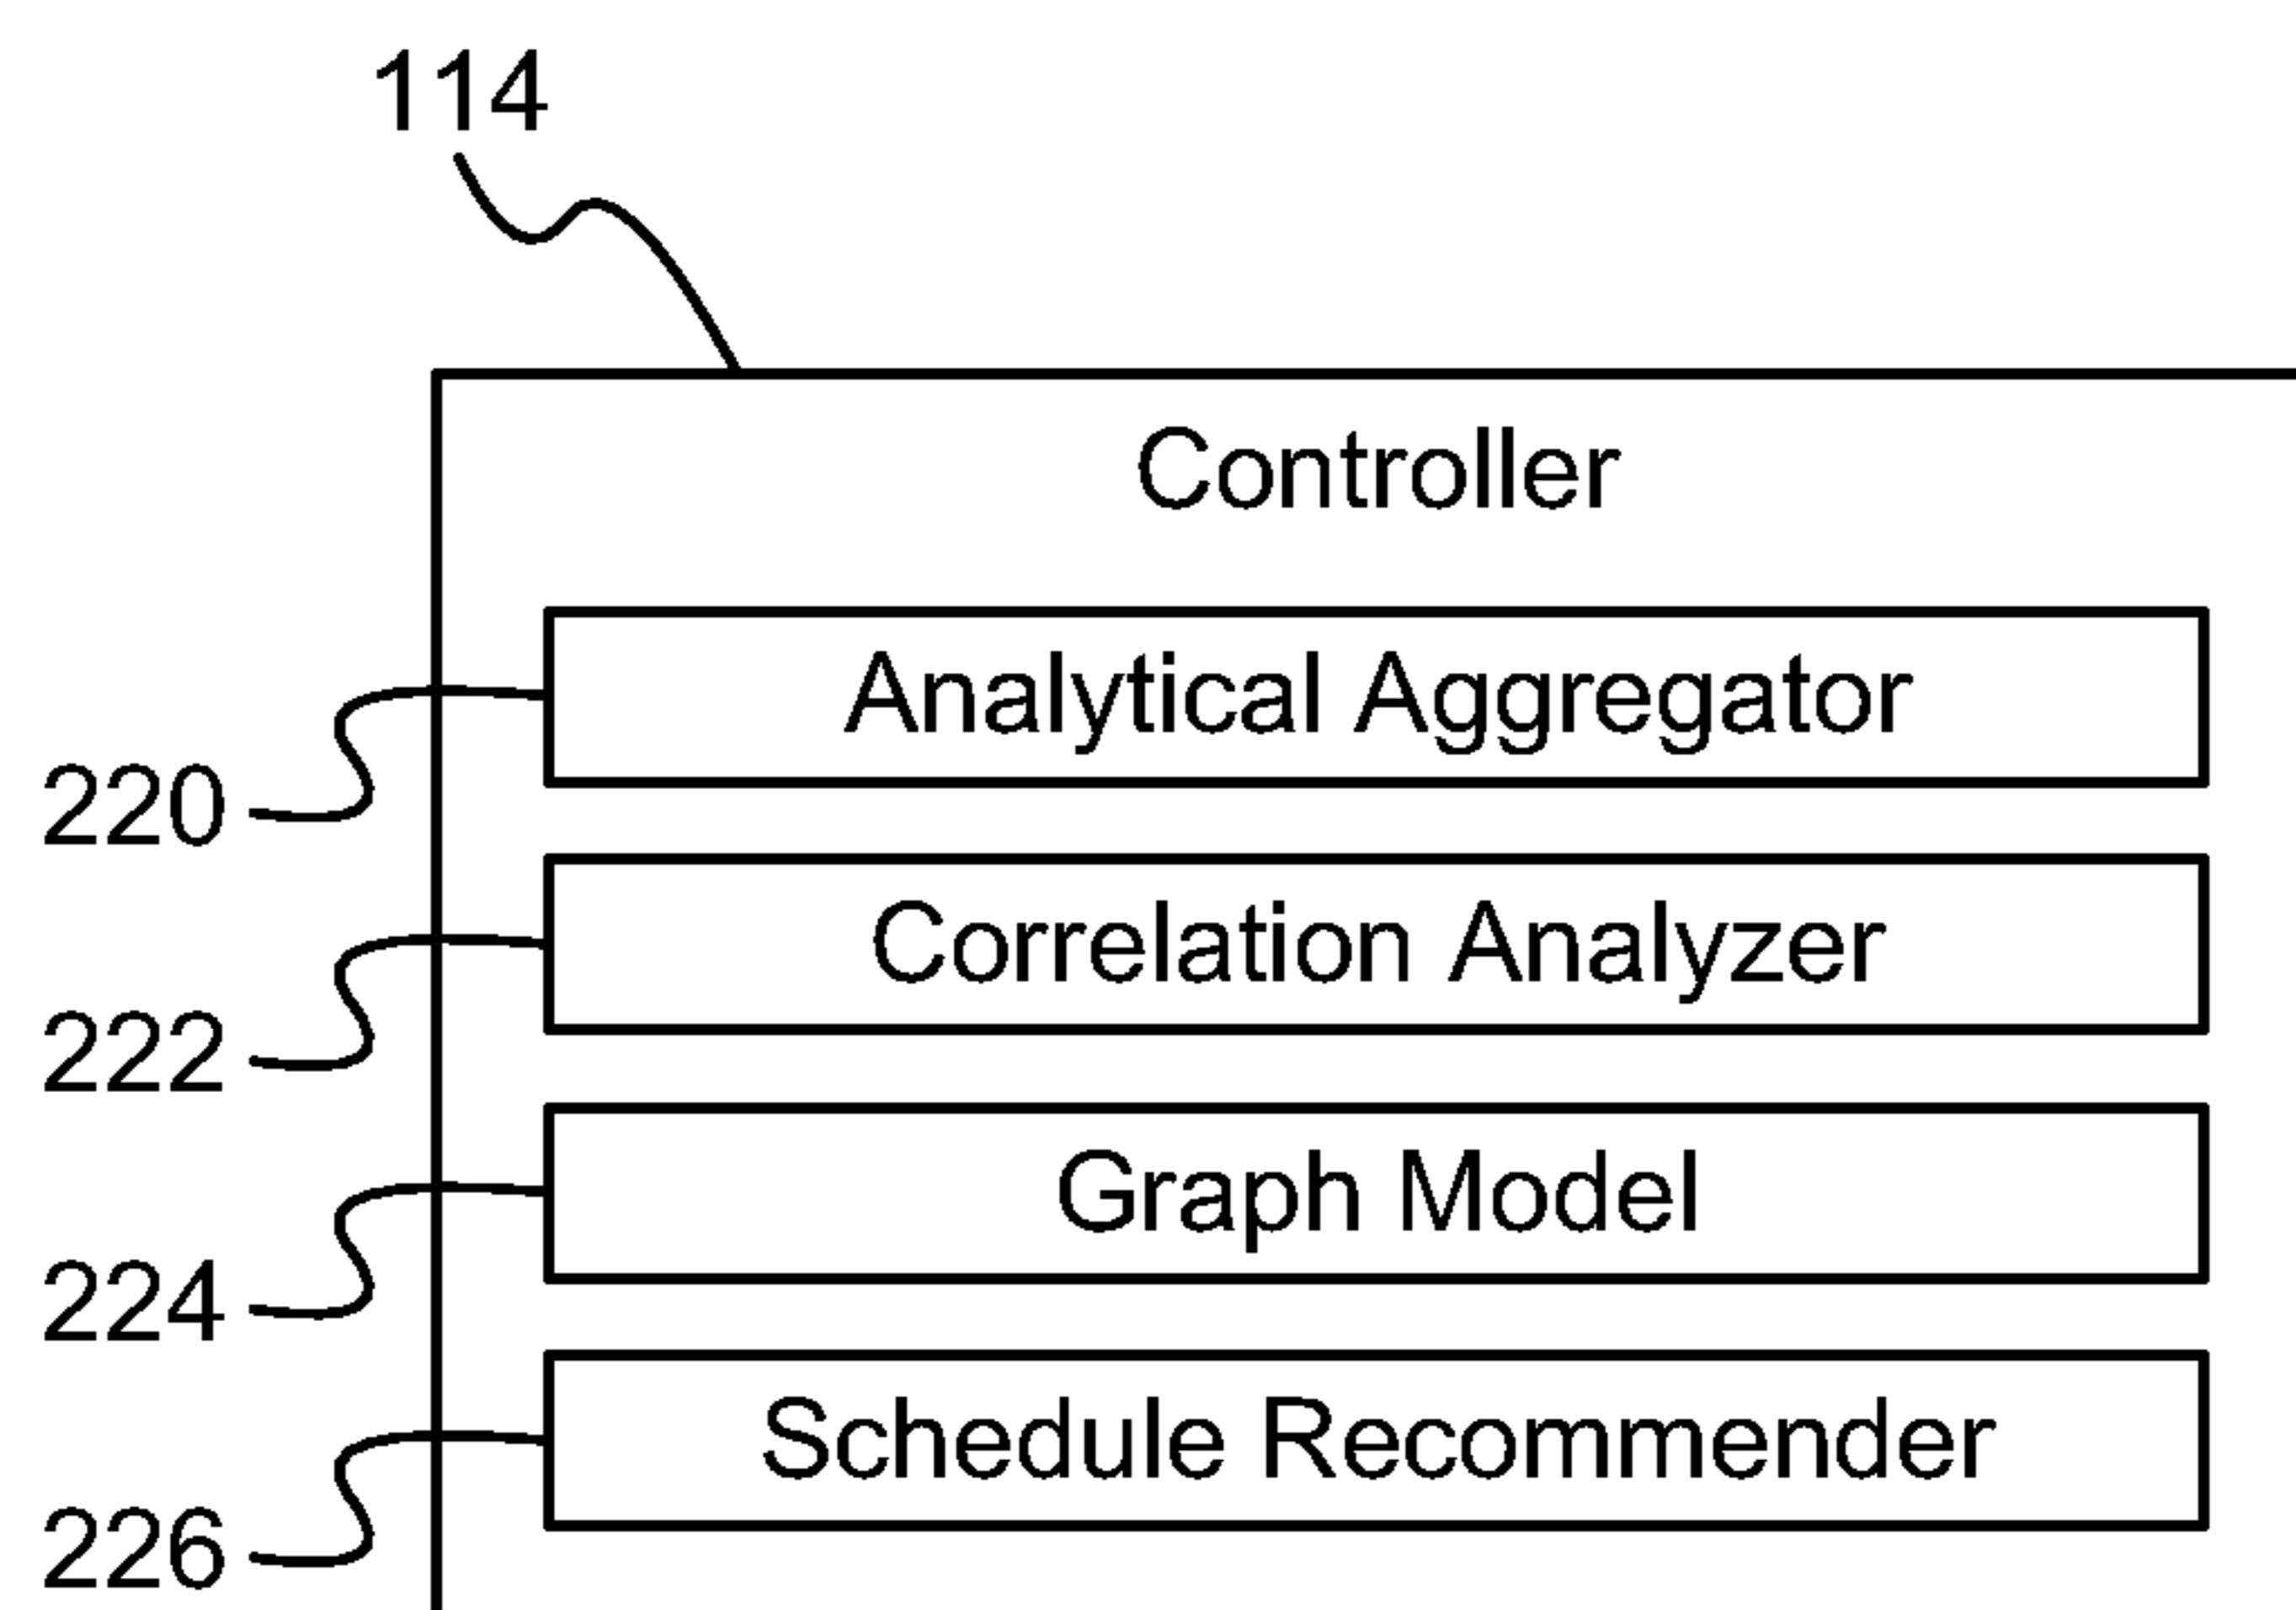 114
Controller
Analytical Aggregator
220
Correlation Analyzer
222
Graph Model
224
Schedule Recommender
226